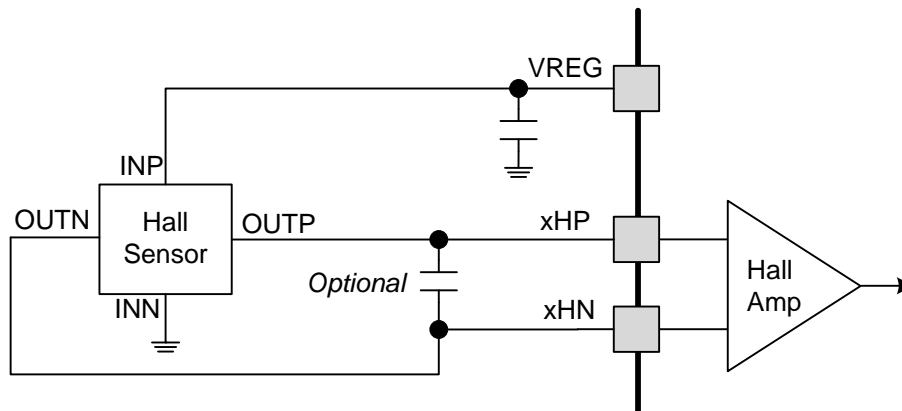 VREG
INP
OUTN
Hall
Sensor
OUTP
xHP
Optional
Hall
Amp
INN
xHN